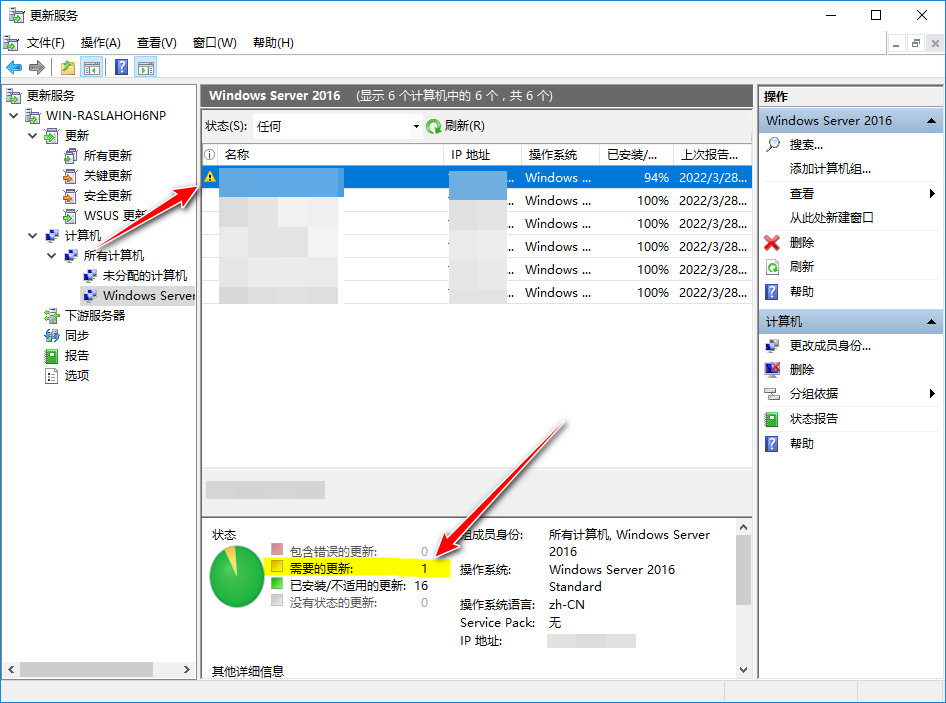 更新服务
文件(F) 操作(A) 查看(V) 窗口(W) 帮助(H)
更新服务
WIN-RASLAHOH6NP
更新
所有更新
关键更新
安全更新
WSUS 更新
计算机
所有计算机
未分配的计算机
Windows Server
下游服务器
同步
报告
选项
Windows Server 2016 (显示 6 个计算机中的 6 个，共 6 个)
状态(S): 任何 刷新(R)
名称 IP 地址 操作系统 已安装/... 上次报告...
... Windows ... 94% 2022/3/28...
... Windows ... 100% 2022/3/28...
... Windows ... 100% 2022/3/28...
... Windows ... 100% 2022/3/28...
... Windows ... 100% 2022/3/28...
... Windows ... 100% 2022/3/28...
状态
包含错误的更新: 0
需要的更新: 1
已安装/不适用的更新: 16
没有状态的更新: 0
组成员身份: 所有计算机, Windows Server
2016
操作系统: Windows Server 2016
Standard
操作系统语言: zh-CN
Service Pack: 无
IP 地址:
其他详细信息
操作
Windows Server 2016
搜索...
添加计算机组...
查看
从此处新建窗口
删除
刷新
帮助
计算机
更改成员身份...
删除
分组依据
状态报告
帮助